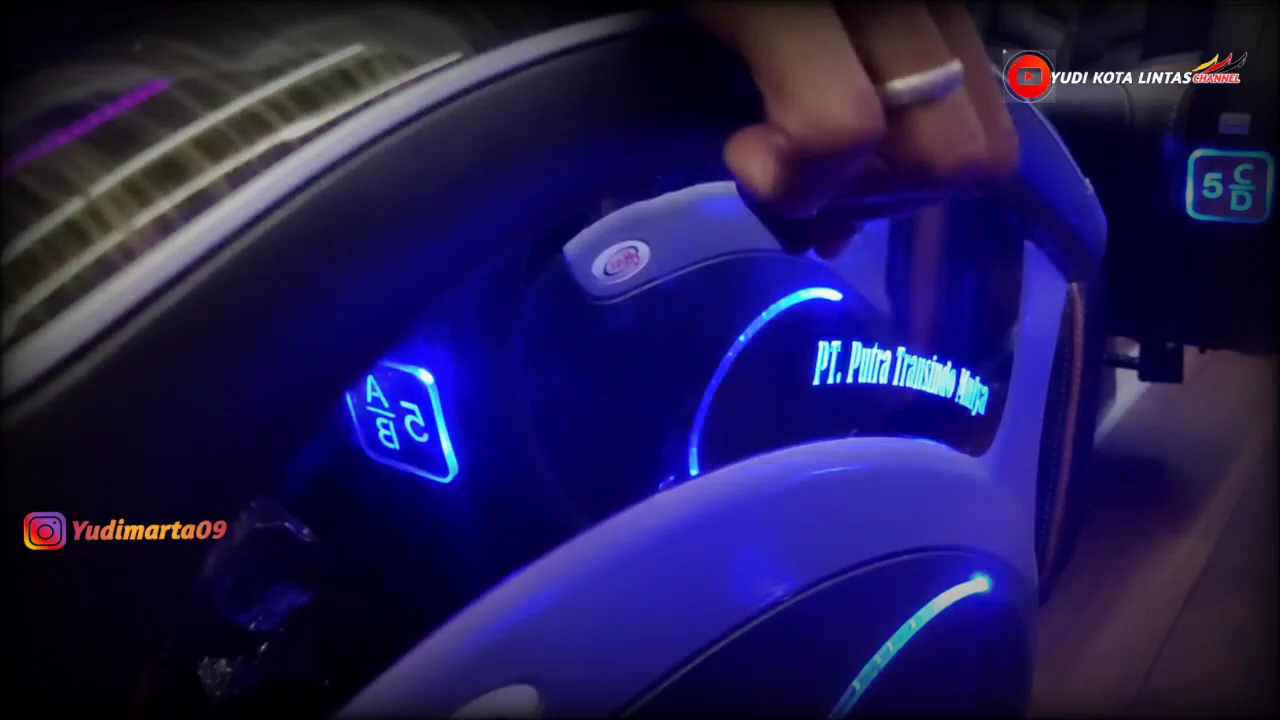 YUDI KOTA LINTAS
CHANNEL
5 C
D
PT. Putra Transindo Mulya
A
B 5
Yudimarta09